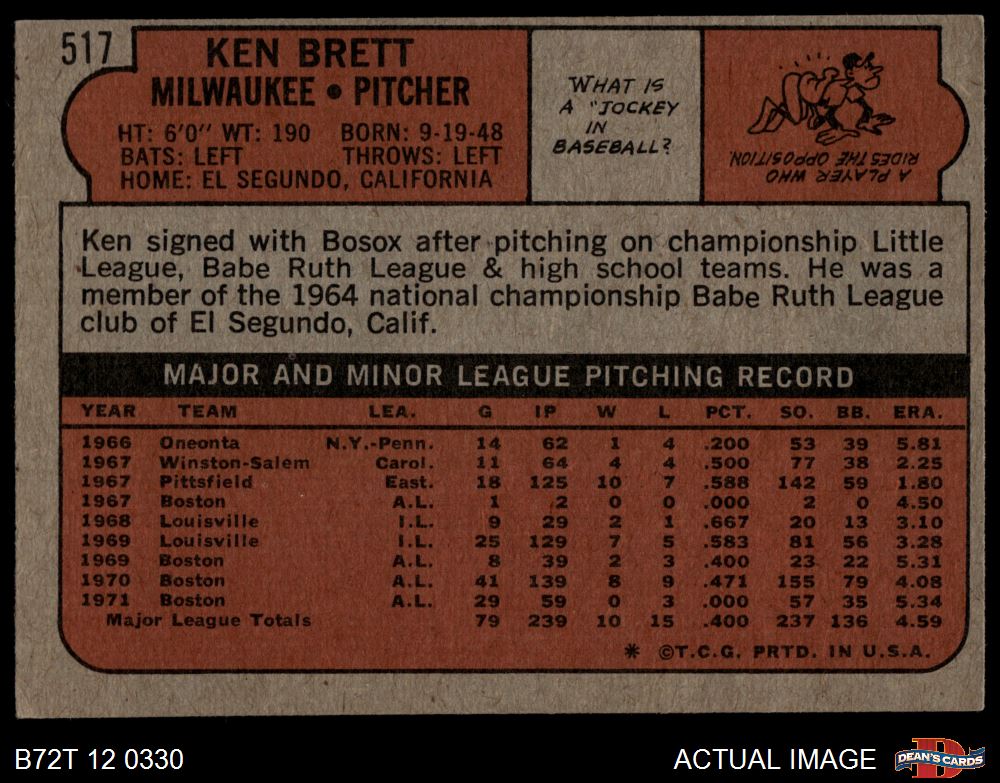 517
KEN BRETT
MILWAUKEE • PITCHER
HT: 6'0" WT: 190 BORN: 9-19-48
BATS: LEFT THROWS: LEFT
HOME: EL SEGUNDO, CALIFORNIA
WHAT IS
A "JOCKEY
IN
BASEBALL?
A PLAYER WHO
RIDES THE OPPOSITION.
Ken signed with Bosox after pitching on championship Little
League, Babe Ruth League & high school teams. He was a
member of the 1964 national championship Babe Ruth League
club of El Segundo, Calif.
MAJOR AND MINOR LEAGUE PITCHING RECORD
YEAR TEAM LEA. G IP W L PCT. SO. BB. ERA.
1966 Oneonta N.Y.-Penn. 14 62 1 4 .200 53 39 5.81
1967 Winston-Salem Carol. 11 64 4 4 .500 77 38 2.25
1967 Pittsfield East. 18 125 10 7 .588 142 59 1.80
1967 Boston A.L. 1 2 0 0 .000 2 0 4.50
1968 Louisville I.L. 9 29 2 1 .667 20 13 3.10
1969 Louisville I.L. 25 129 7 5 .583 81 56 3.28
1969 Boston A.L. 8 39 2 3 .400 23 22 5.31
1970 Boston A.L. 41 139 8 9 .471 155 79 4.08
1971 Boston A.L. 29 59 0 3 .000 57 35 5.34
Major League Totals 79 239 10 15 .400 237 136 4.59
* ©T.C.G. PRTD. IN U.S.A.
B72T 12 0330
ACTUAL IMAGE
D
DEAN'S CARDS